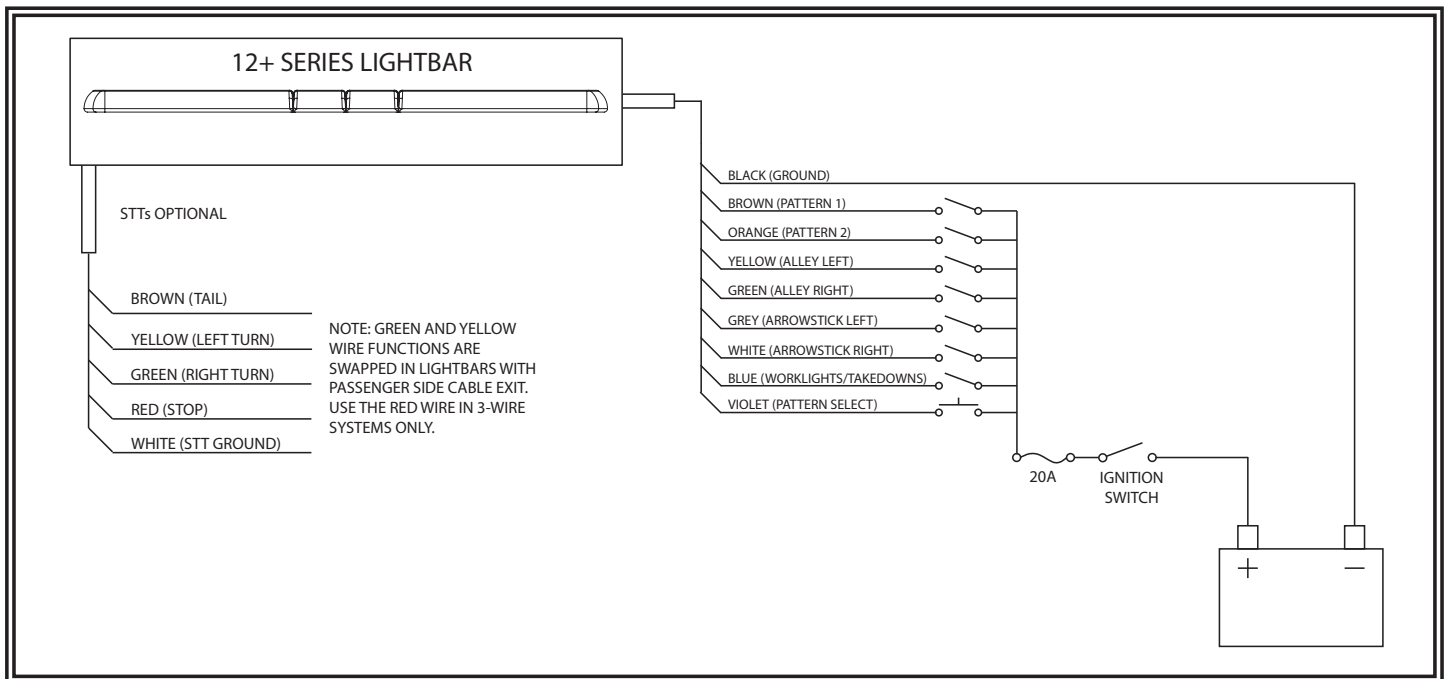 12+ SERIES LIGHTBAR
STTs OPTIONAL
BROWN (TAIL)
YELLOW (LEFT TURN)
GREEN (RIGHT TURN)
RED (STOP)
WHITE (STT GROUND)
NOTE: GREEN AND YELLOW
WIRE FUNCTIONS ARE
SWAPPED IN LIGHTBARS WITH
PASSENGER SIDE CABLE EXIT.
USE THE RED WIRE IN 3-WIRE
SYSTEMS ONLY.
BLACK (GROUND)
BROWN (PATTERN 1)
ORANGE (PATTERN 2)
YELLOW (ALLEY LEFT)
GREEN (ALLEY RIGHT)
GREY (ARROWSTICK LEFT)
WHITE (ARROWSTICK RIGHT)
BLUE (WORKLIGHTS/TAKEDOWNS)
VIOLET (PATTERN SELECT)
20A
IGNITION
SWITCH
+ −